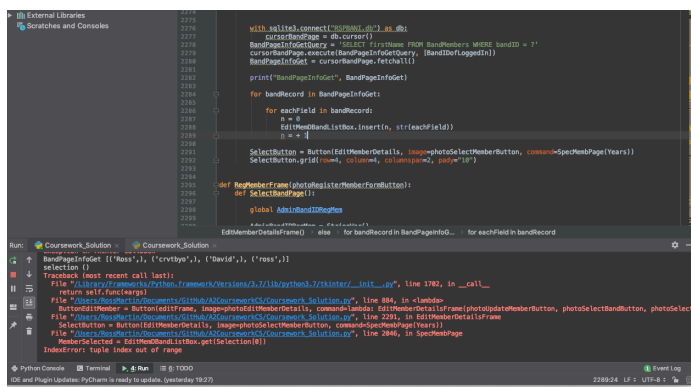 External Libraries
Scratches and Consoles
2274
2275
2276 with sqlite3.connect("RSPBANI.db") as db:
2277 cursorBandPage = db.cursor()
2278 BandPageInfoGetQuery = 'SELECT firstName FROM BandMembers WHERE bandID = ?'
2279 cursorBandPage.execute(BandPageInfoGetQuery, [BandIDofLoggedIn])
2280 BandPageInfoGet = cursorBandPage.fetchall()
2281
2282 print("BandPageInfoGet", BandPageInfoGet)
2283
2284 for bandRecord in BandPageInfoGet:
2285
2286 for eachField in bandRecord:
2287 n = 0
2288 EditMemDBandListBox.insert(n, str(eachField))
2289 n = + 1
2290
2291 SelectButton = Button(EditMemberDetails, image=photoSelectMemberButton, command=SpecMembPage(Years))
2292 SelectButton.grid(row=4, column=4, columnspan=2, pady="10")
2293
2294
2295 def RegMemberFrame(photoRegisterMemberFormButton):
2296 def SelectBandPage():
2297
2298 global AdminBandIDRegMem
2299
EditMemberDetailsFrame() › else › for bandRecord in BandPageInfoG... › for eachField in bandRecord
Run: Coursework_Solution × Coursework_Solution ×
BandPageInfoGet [('Ross',), ('crvtbyo',), ('David',), ('ross',)]
selection ()
Traceback (most recent call last):
File "/Library/Frameworks/Python.framework/Versions/3.7/lib/python3.7/tkinter/__init__.py", line 1702, in __call__
return self.func(*args)
File "/Users/RossMartin/Documents/GitHub/A2CourseworkCS/Coursework_Solution.py", line 804, in <lambda>
ButtonEditMember = Button(editFrame, image=photoEditMemberDetails, command=lambda: EditMemberDetailsFrame(photoUpdateMemberButton, photoSelectBandButton, photoSelect
File "/Users/RossMartin/Documents/GitHub/A2CourseworkCS/Coursework_Solution.py", line 2291, in EditMemberDetailsFrame
SelectButton = Button(EditMemberDetails, image=photoSelectMemberButton, command=SpecMembPage(Years))
File "/Users/RossMartin/Documents/GitHub/A2CourseworkCS/Coursework_Solution.py", line 2046, in SpecMembPage
MemberSelected = EditMemDBandListBox.get(Selection[0])
IndexError: tuple index out of range
Python Console Terminal 4: Run 6: TODO Event Log
IDE and Plugin Updates: PyCharm is ready to update. (yesterday 19:27) 2289:24 LF UTF-8